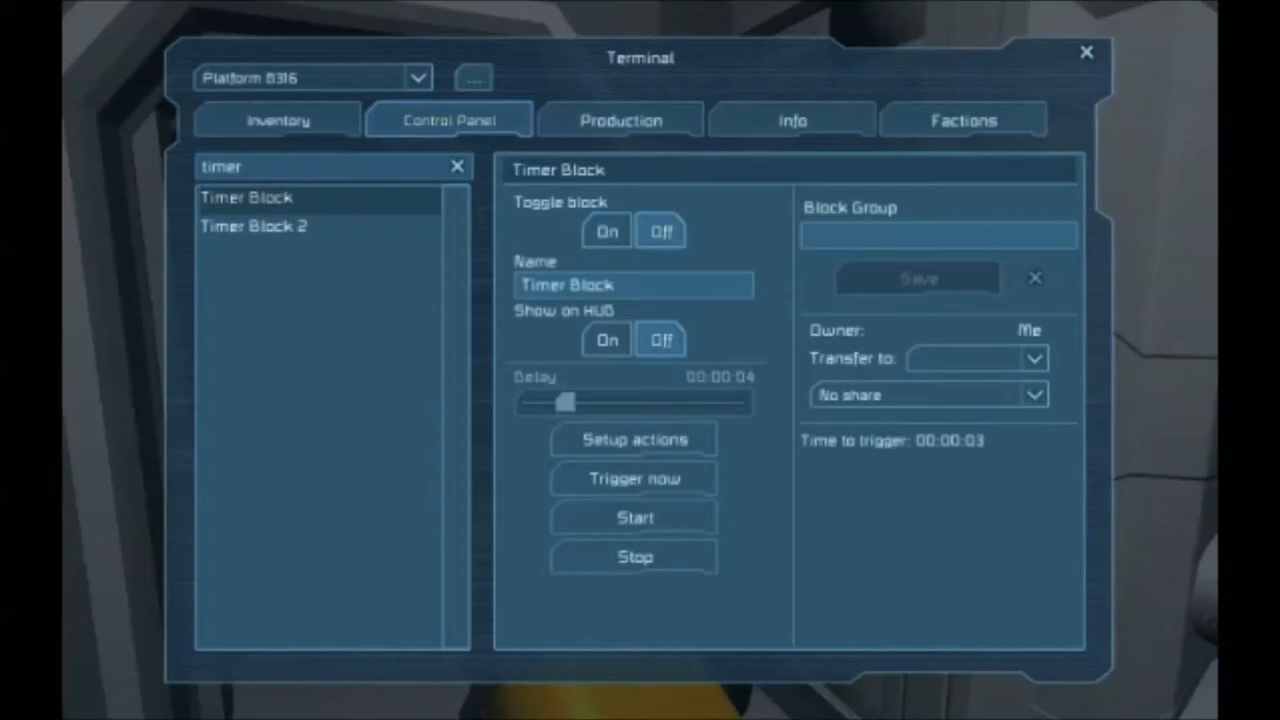 Terminal
Platform 8316
...
Inventory
Control Panel
Production
Info
Factions
timer
Timer Block
Timer Block 2
Timer Block
Toggle block
On
Off
Name
Timer Block
Show on HUD
On
Off
Delay
00:00:04
Setup actions
Trigger now
Start
Stop
Block Group
Save
Owner:
Me
Transfer to:
No share
Time to trigger: 00:00:03